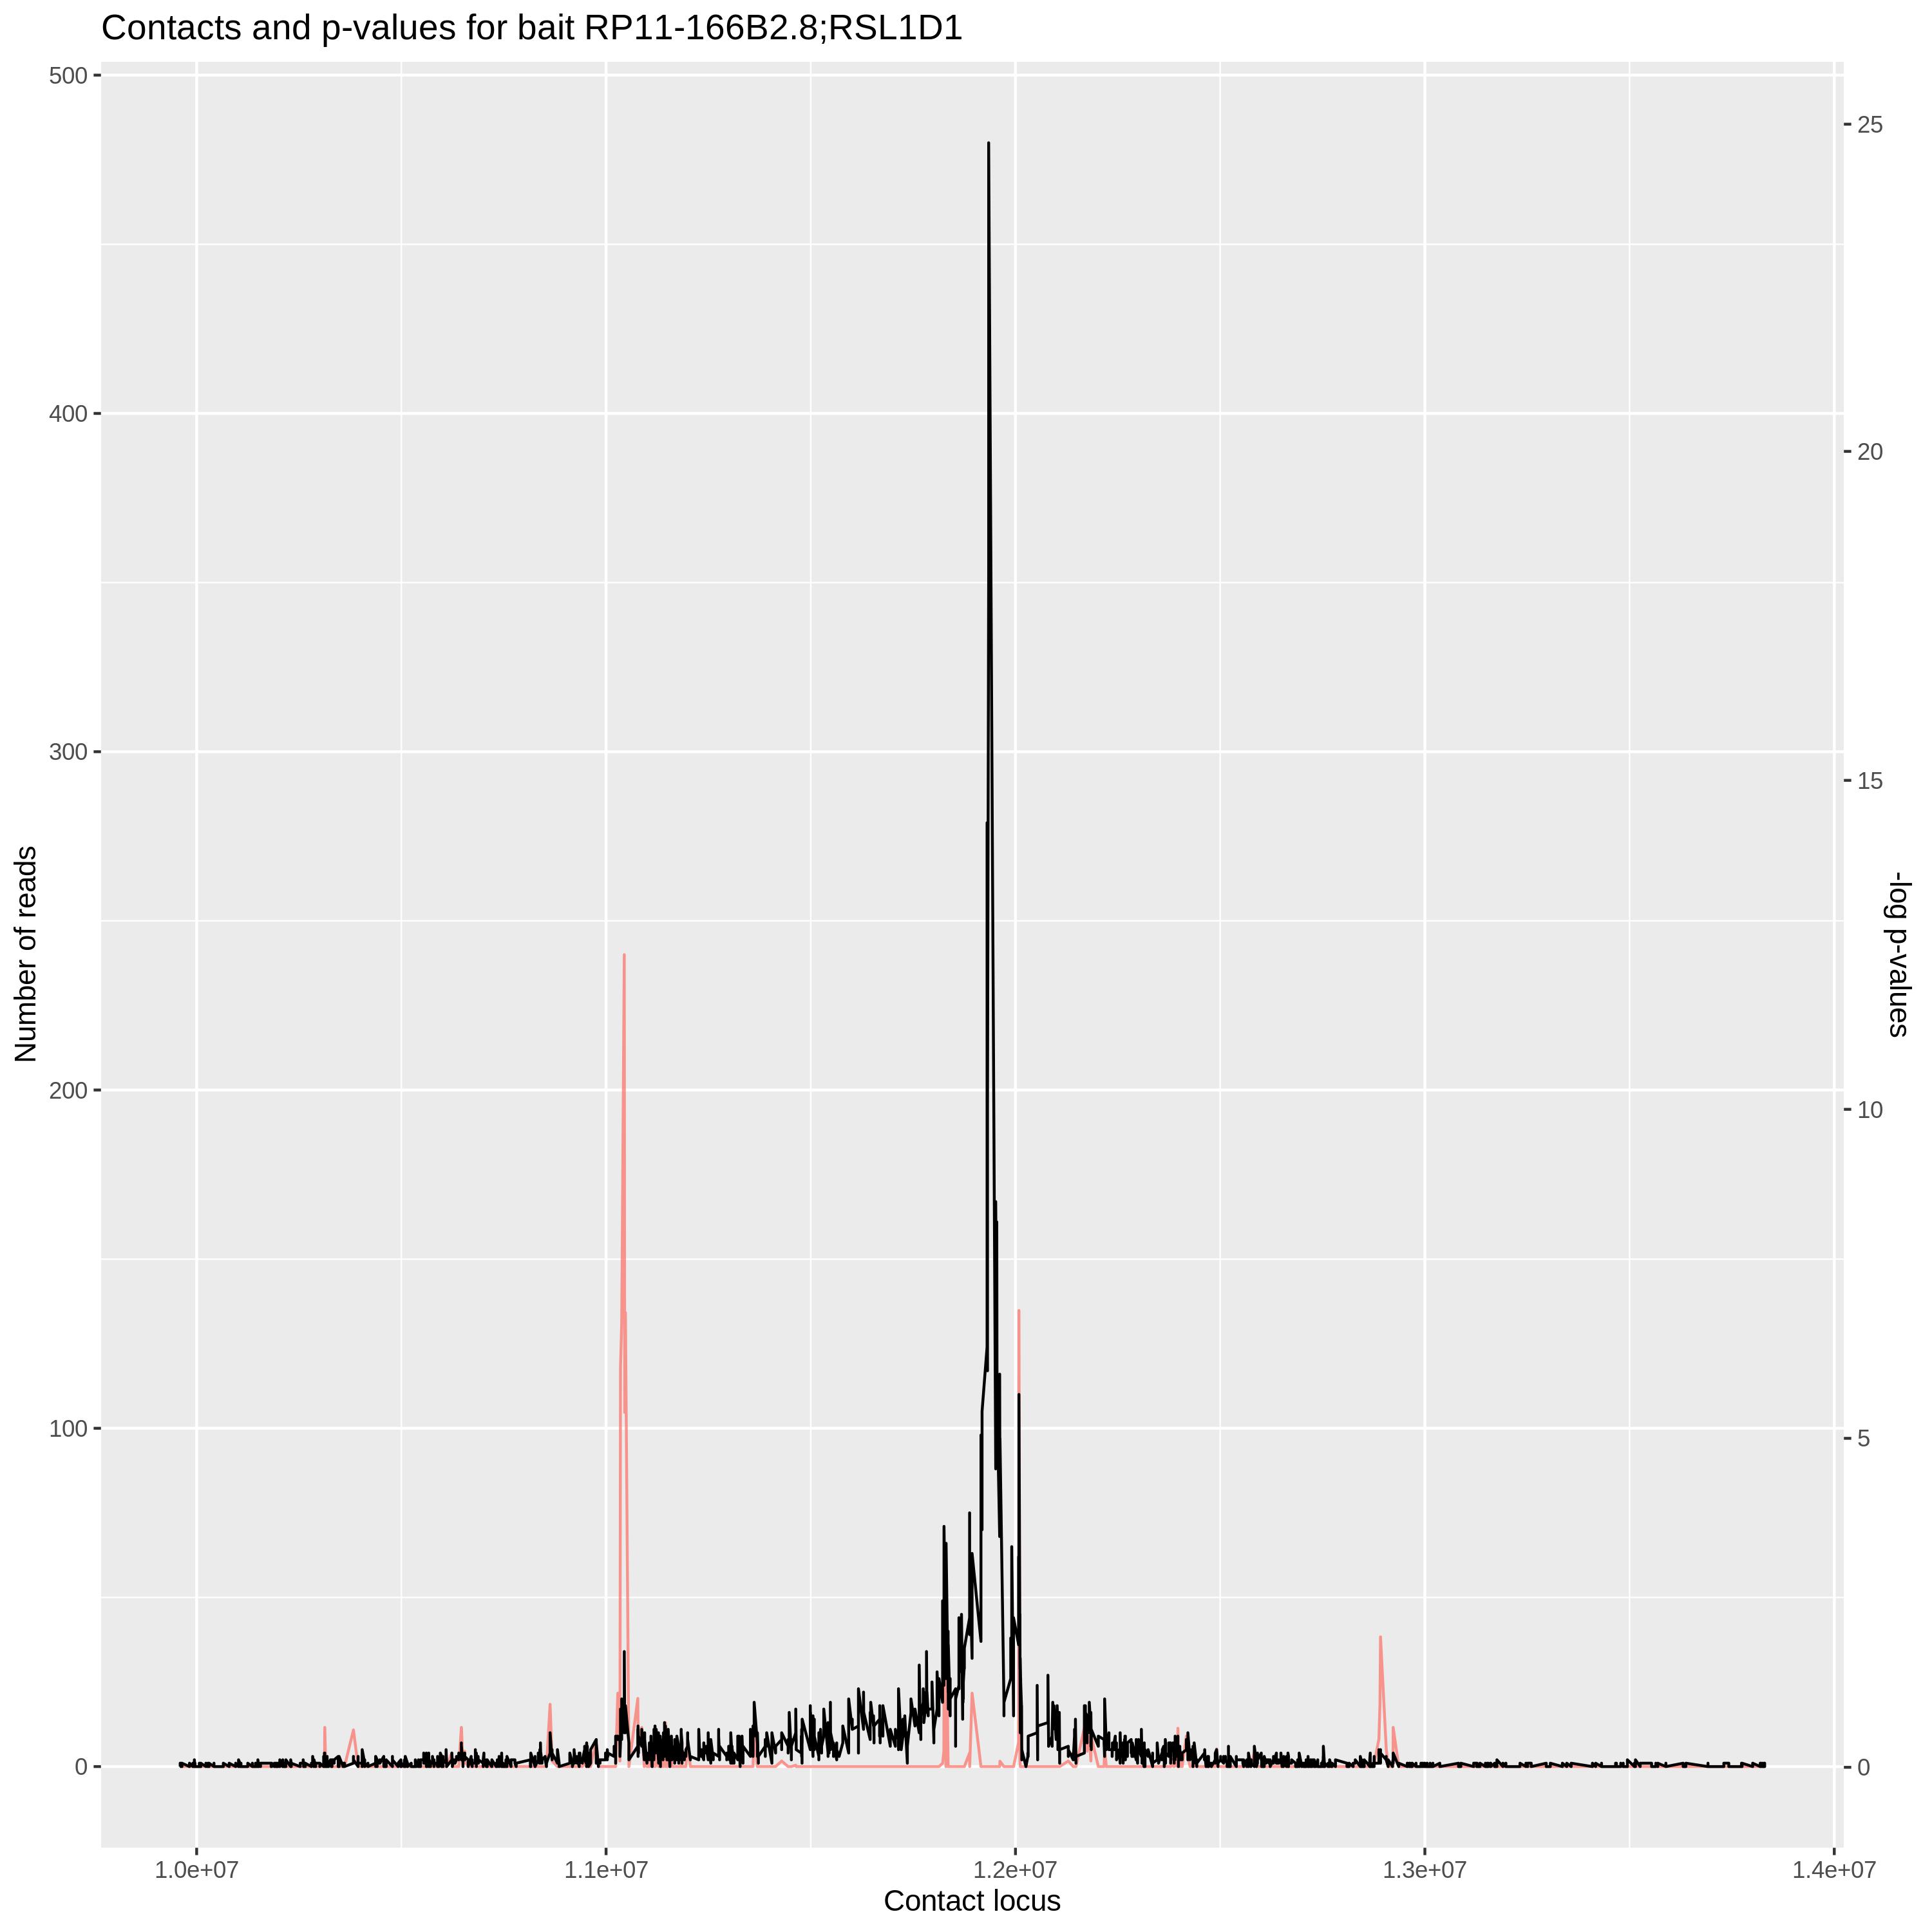 Contacts and p-values for bait RP11-166B2.8;RSL1D1
500
400
300
200
100
0
Number of reads
25
20
15
10
5
0
-log p-values
1.0e+07 1.1e+07 1.2e+07 1.3e+07 1.4e+07
Contact locus